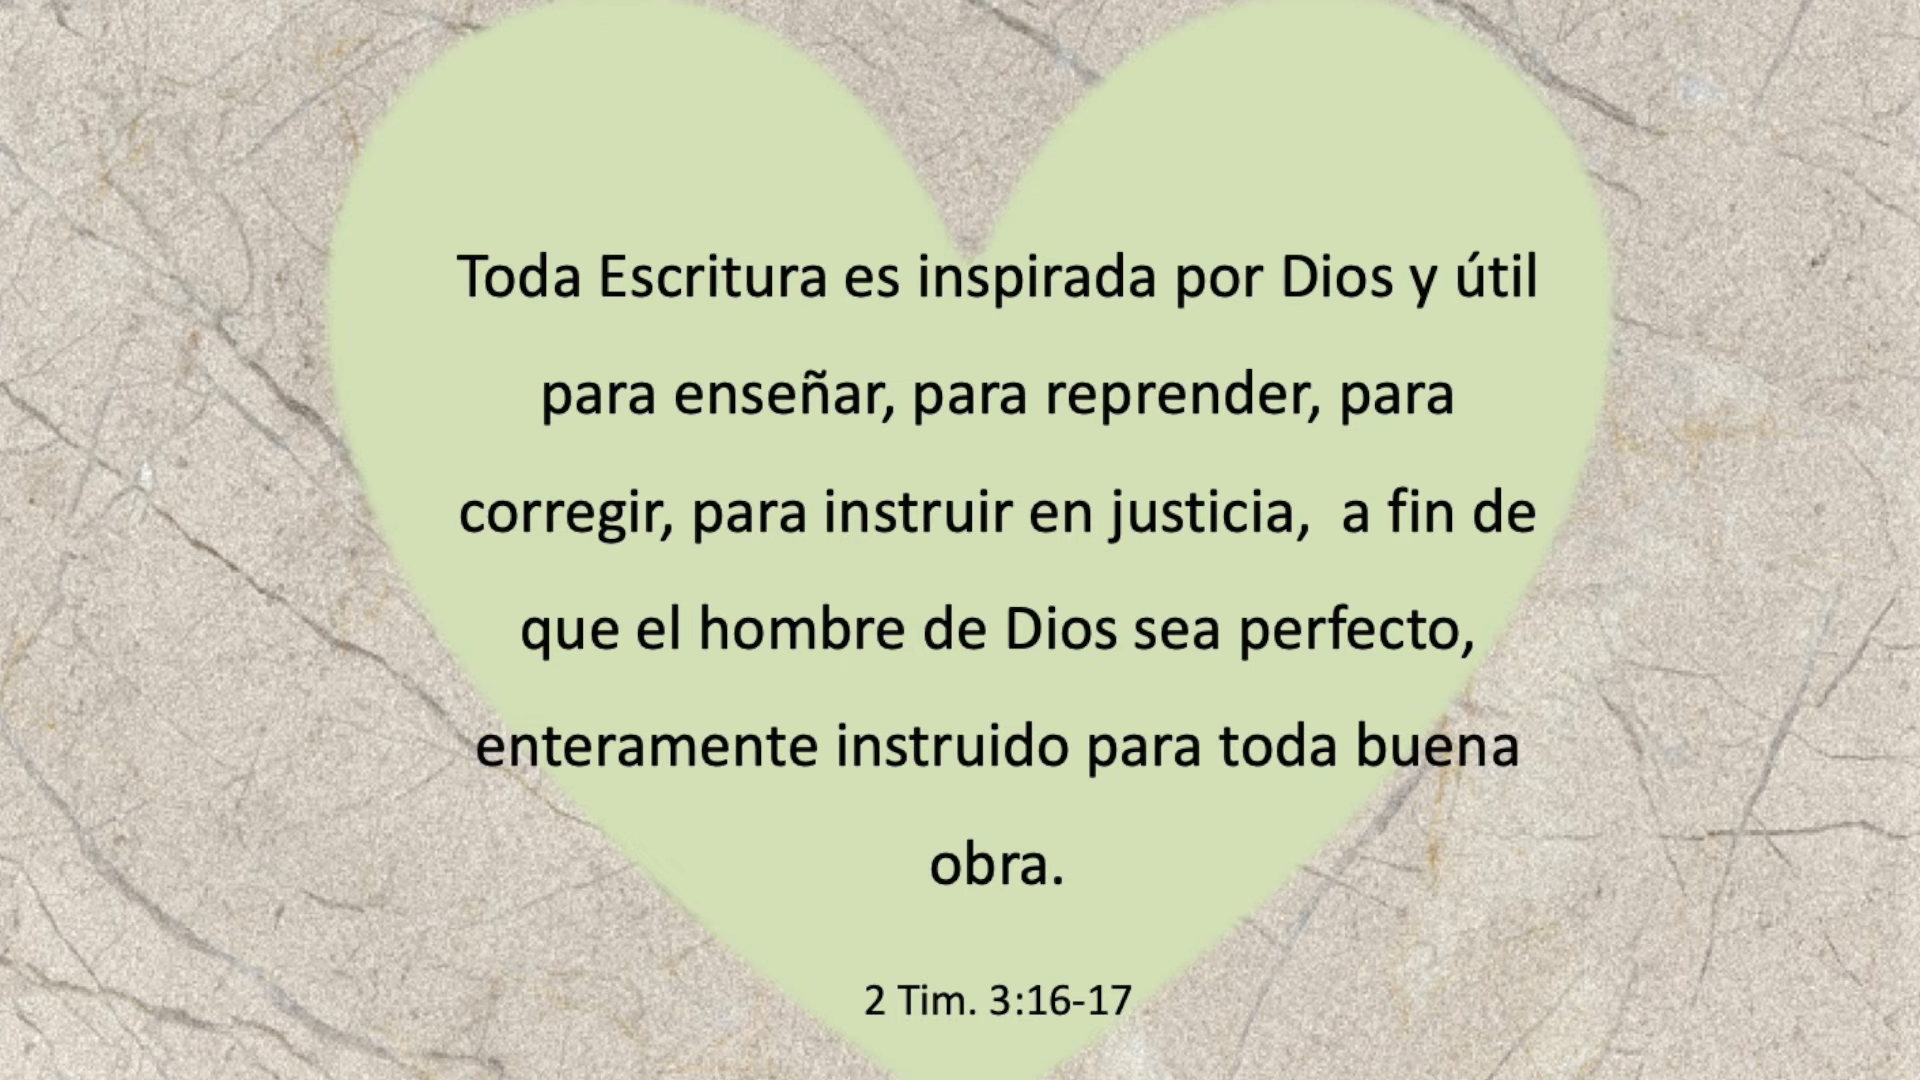 Toda Escritura es inspirada por Dios y útil
para enseñar, para reprender, para
corregir, para instruir en justicia,  a fin de
que el hombre de Dios sea perfecto,
enteramente instruido para toda buena
obra.
2 Tim. 3:16-17